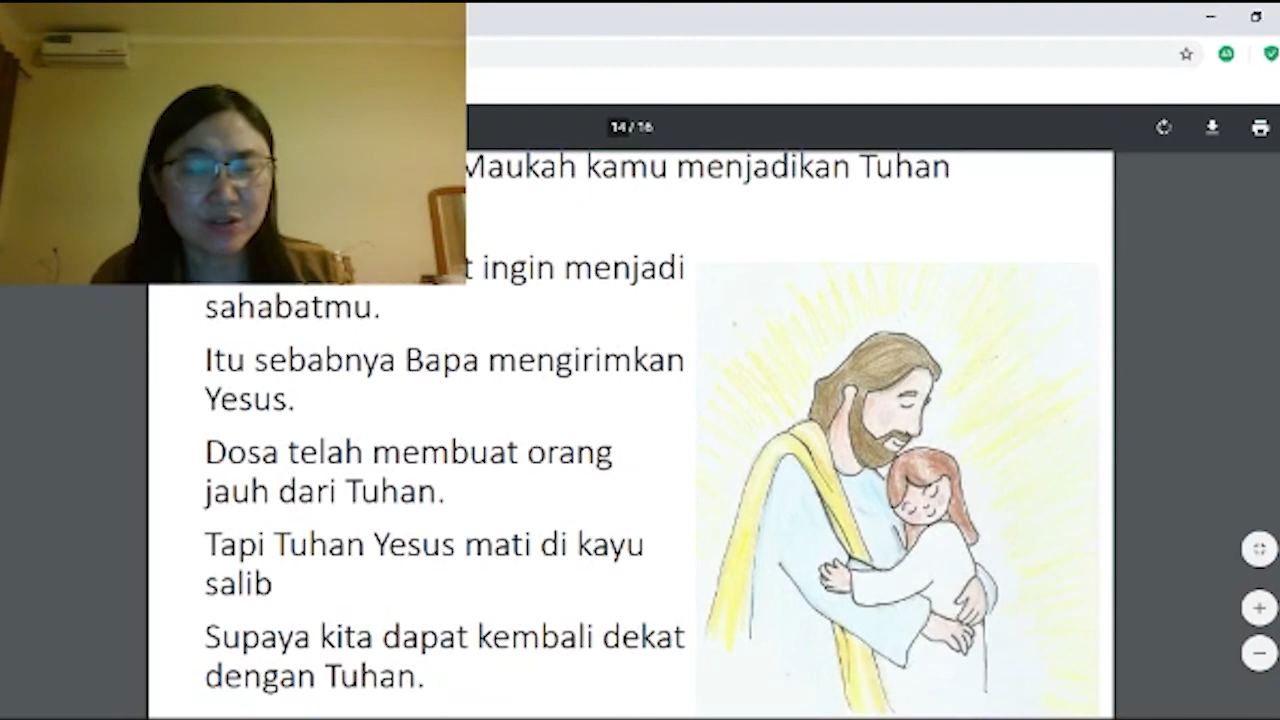 14 / 16
Maukah kamu menjadikan Tuhan
ingin menjadi
sahabatmu.
Itu sebabnya Bapa mengirimkan
Yesus.
Dosa telah membuat orang
jauh dari Tuhan.
Tapi Tuhan Yesus mati di kayu
salib
Supaya kita dapat kembali dekat
dengan Tuhan.